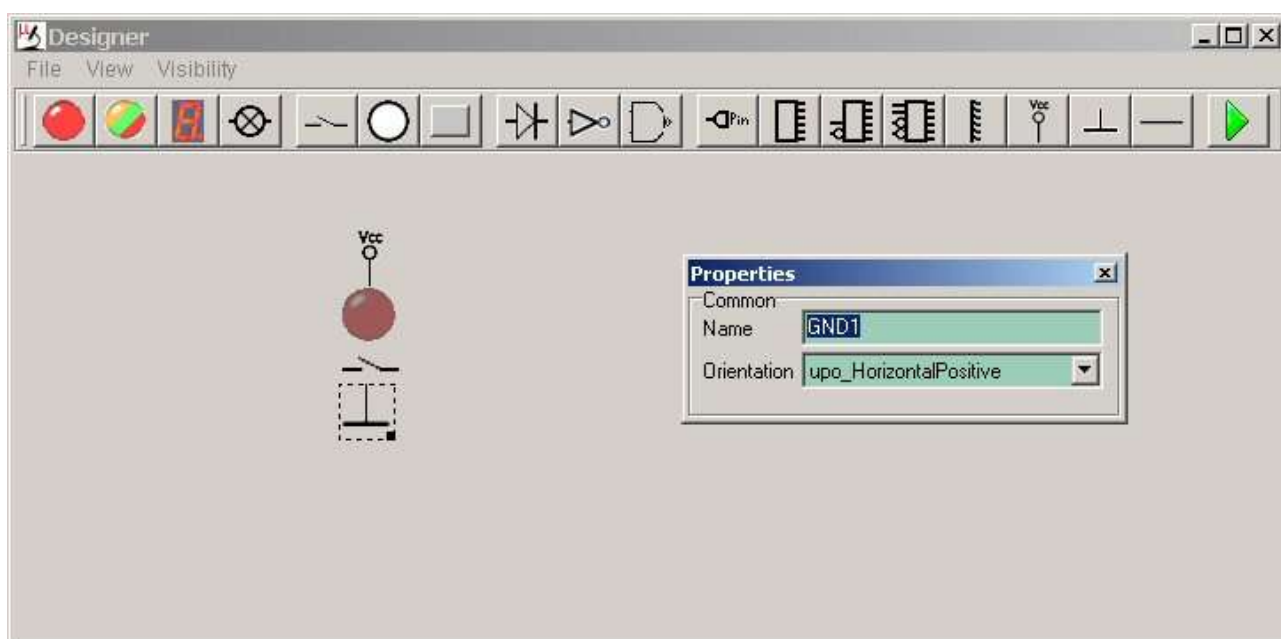 Designer
File View Visibility
Pin Vcc
Vcc
Properties
Common
Name GND1
Orientation upo_HorizontalPositive